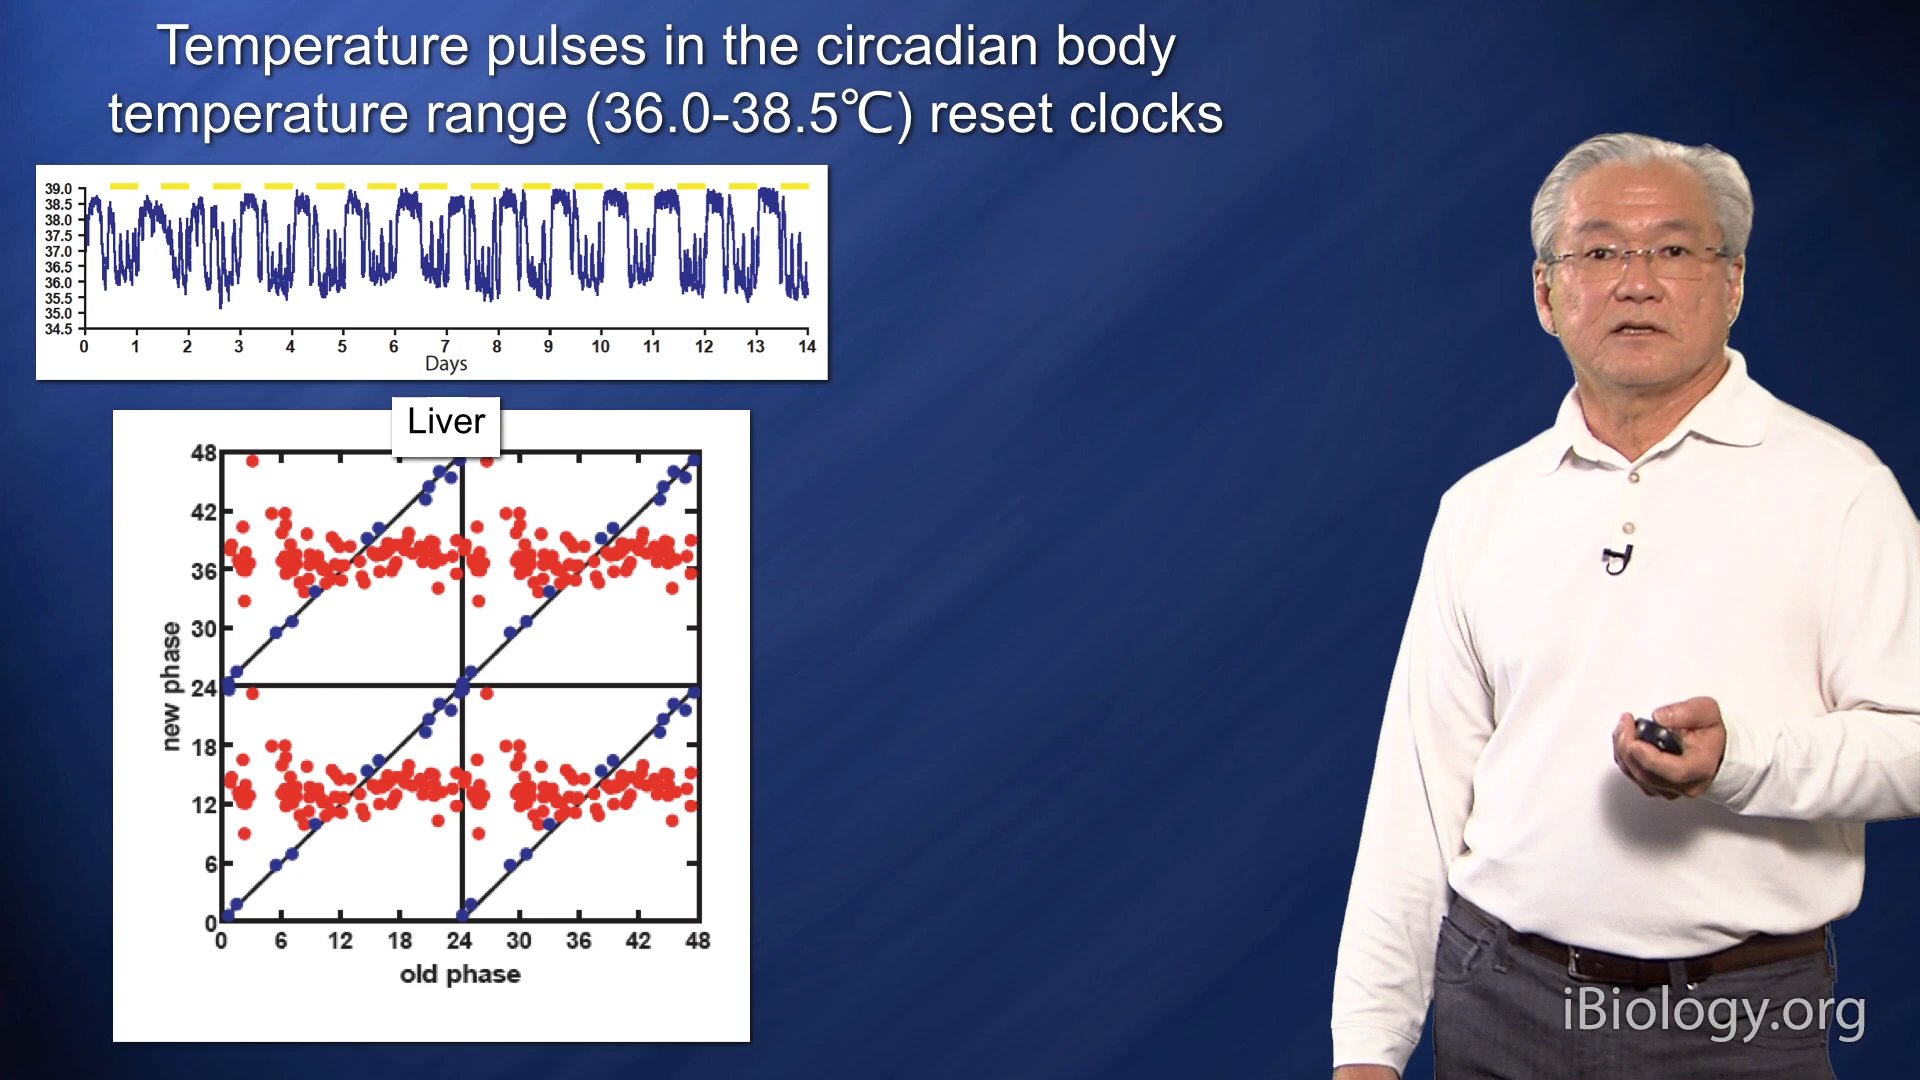 Temperature pulses in the circadian body
temperature range (36.0-38.5℃) reset clocks
39.0
38.5
38.0
37.5
37.0
36.5
36.0
35.5
35.0
34.5
0 1 2 3 4 5 6 7 8 9 10 11 12 13 14
Days
Liver
48
42
36
30
24
18
12
6
0
new phase
0 6 12 18 24 30 36 42 48
old phase
iBiology.org